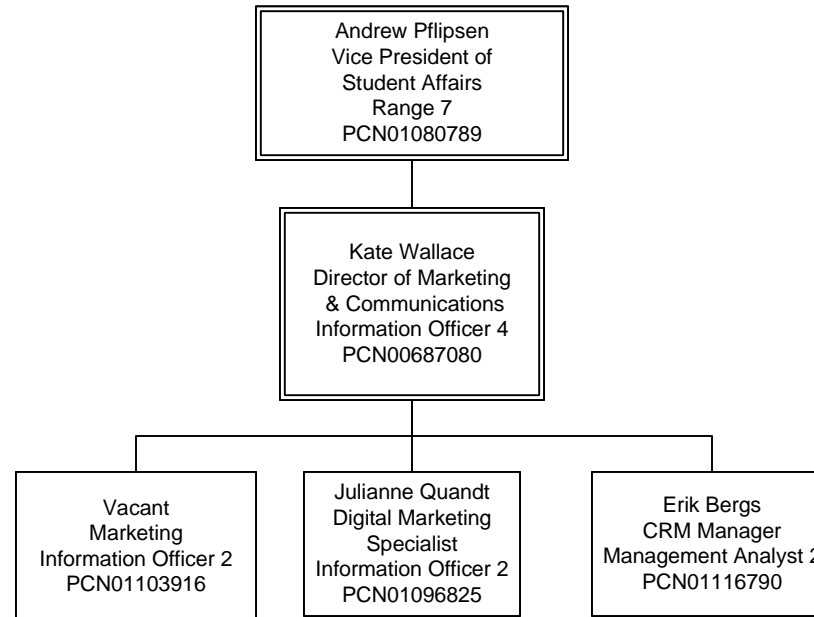 Andrew Pflipsen
Vice President of
Student Affairs
Range 7
PCN01080789
Kate Wallace
Director of Marketing
& Communications
Information Officer 4
PCN00687080
Vacant
Marketing
Information Officer 2
PCN01103916
Julianne Quandt
Digital Marketing
Specialist
Information Officer 2
PCN01096825
Erik Bergs
CRM Manager
Management Analyst 2
PCN01116790